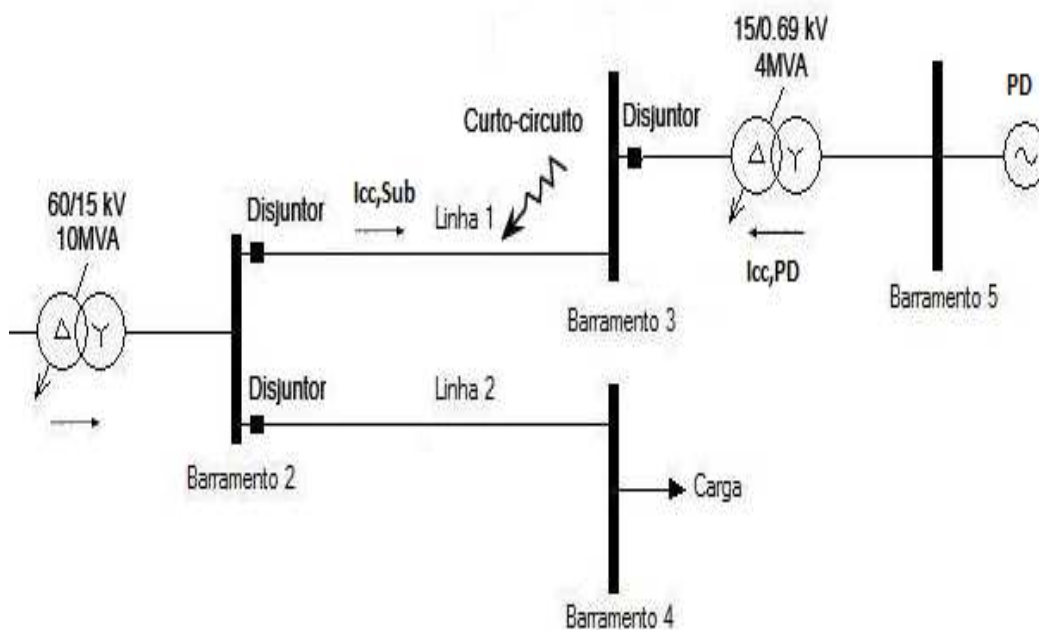 15/0.69 kV
4MVA
PD
Curto-circuito
Disjuntor
60/15 kV
10MVA
Disjuntor
Icc,Sub
Linha 1
Icc,PD
Barramento 5
Barramento 3
Disjuntor
Linha 2
Barramento 2
Carga
Barramento 4